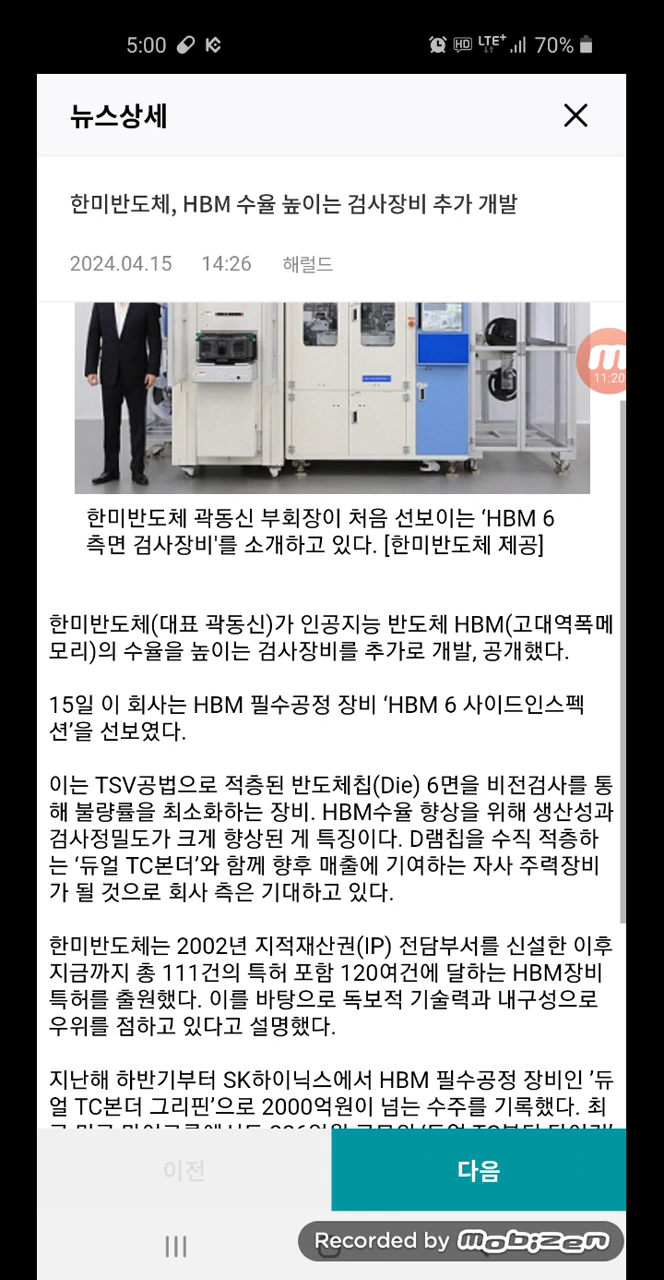 5:00
HD LTE+ 70%
뉴스상세
한미반도체, HBM 수율 높이는 검사장비 추가 개발
2024.04.15 14:26 해럴드
11:20
한미반도체 곽동신 부회장이 처음 선보이는 ‘HBM 6
측면 검사장비'를 소개하고 있다. [한미반도체 제공]
한미반도체(대표 곽동신)가 인공지능 반도체 HBM(고대역폭메
모리)의 수율을 높이는 검사장비를 추가로 개발, 공개했다.
15일 이 회사는 HBM 필수공정 장비 ‘HBM 6 사이드인스펙
션’을 선보였다.
이는 TSV공법으로 적층된 반도체칩(Die) 6면을 비전검사를 통
해 불량률을 최소화하는 장비. HBM수율 향상을 위해 생산성과
검사정밀도가 크게 향상된 게 특징이다. D램칩을 수직 적층하
는 ‘듀얼 TC본더’와 함께 향후 매출에 기여하는 자사 주력장비
가 될 것으로 회사 측은 기대하고 있다.
한미반도체는 2002년 지적재산권(IP) 전담부서를 신설한 이후
지금까지 총 111건의 특허 포함 120여건에 달하는 HBM장비
특허를 출원했다. 이를 바탕으로 독보적 기술력과 내구성으로
우위를 점하고 있다고 설명했다.
지난해 하반기부터 SK하이닉스에서 HBM 필수공정 장비인 ’듀
얼 TC본더 그리핀’으로 2000억원이 넘는 수주를 기록했다. 최
이전 다음
Recorded by mobizen